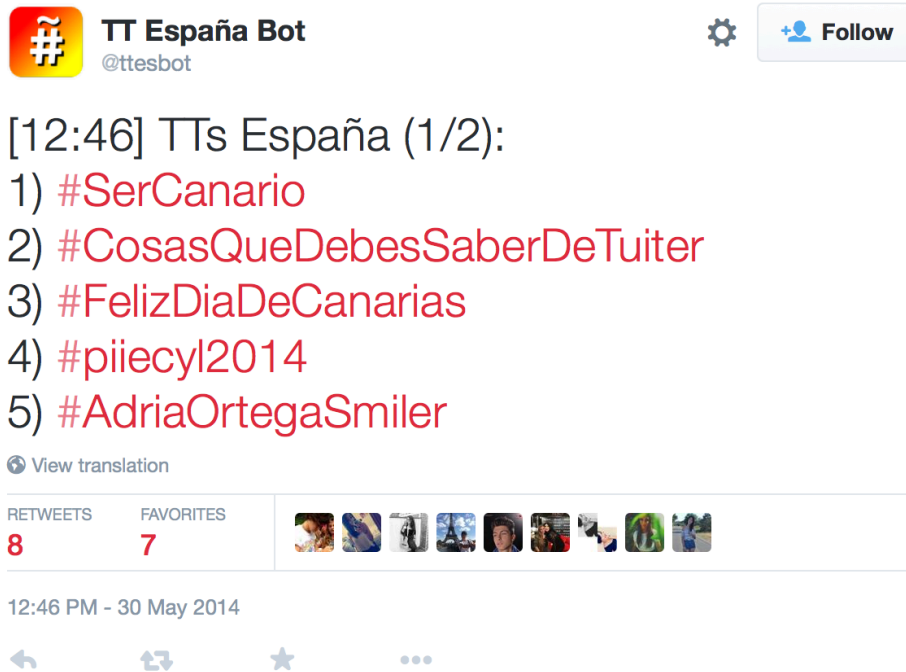 ñ
#
TT España Bot
@ttesbot
Follow
[12:46] TTs España (1/2):
1) #SerCanario
2) #CosasQueDebesSaberDeTuiter
3) #FelizDiaDeCanarias
4) #piiecyl2014
5) #AdriaOrtegaSmiler
View translation
RETWEETS FAVORITES
8 7
12:46 PM - 30 May 2014